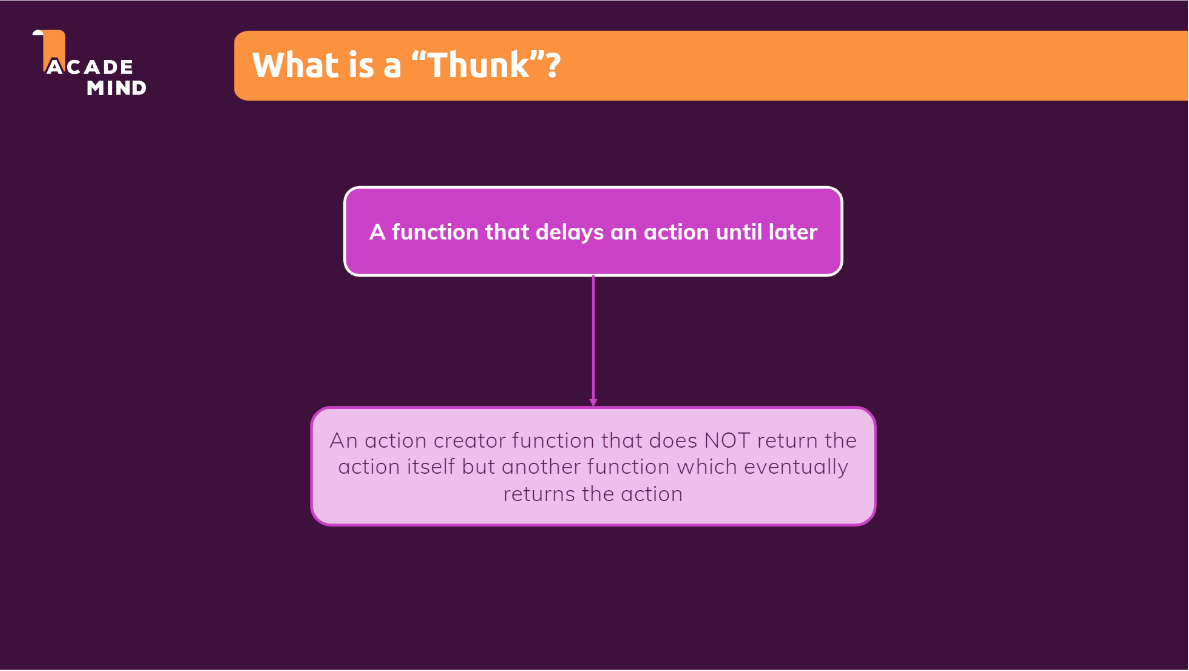 ACADE
MIND
What is a “Thunk”?
A function that delays an action until later
An action creator function that does NOT return the
action itself but another function which eventually
returns the action